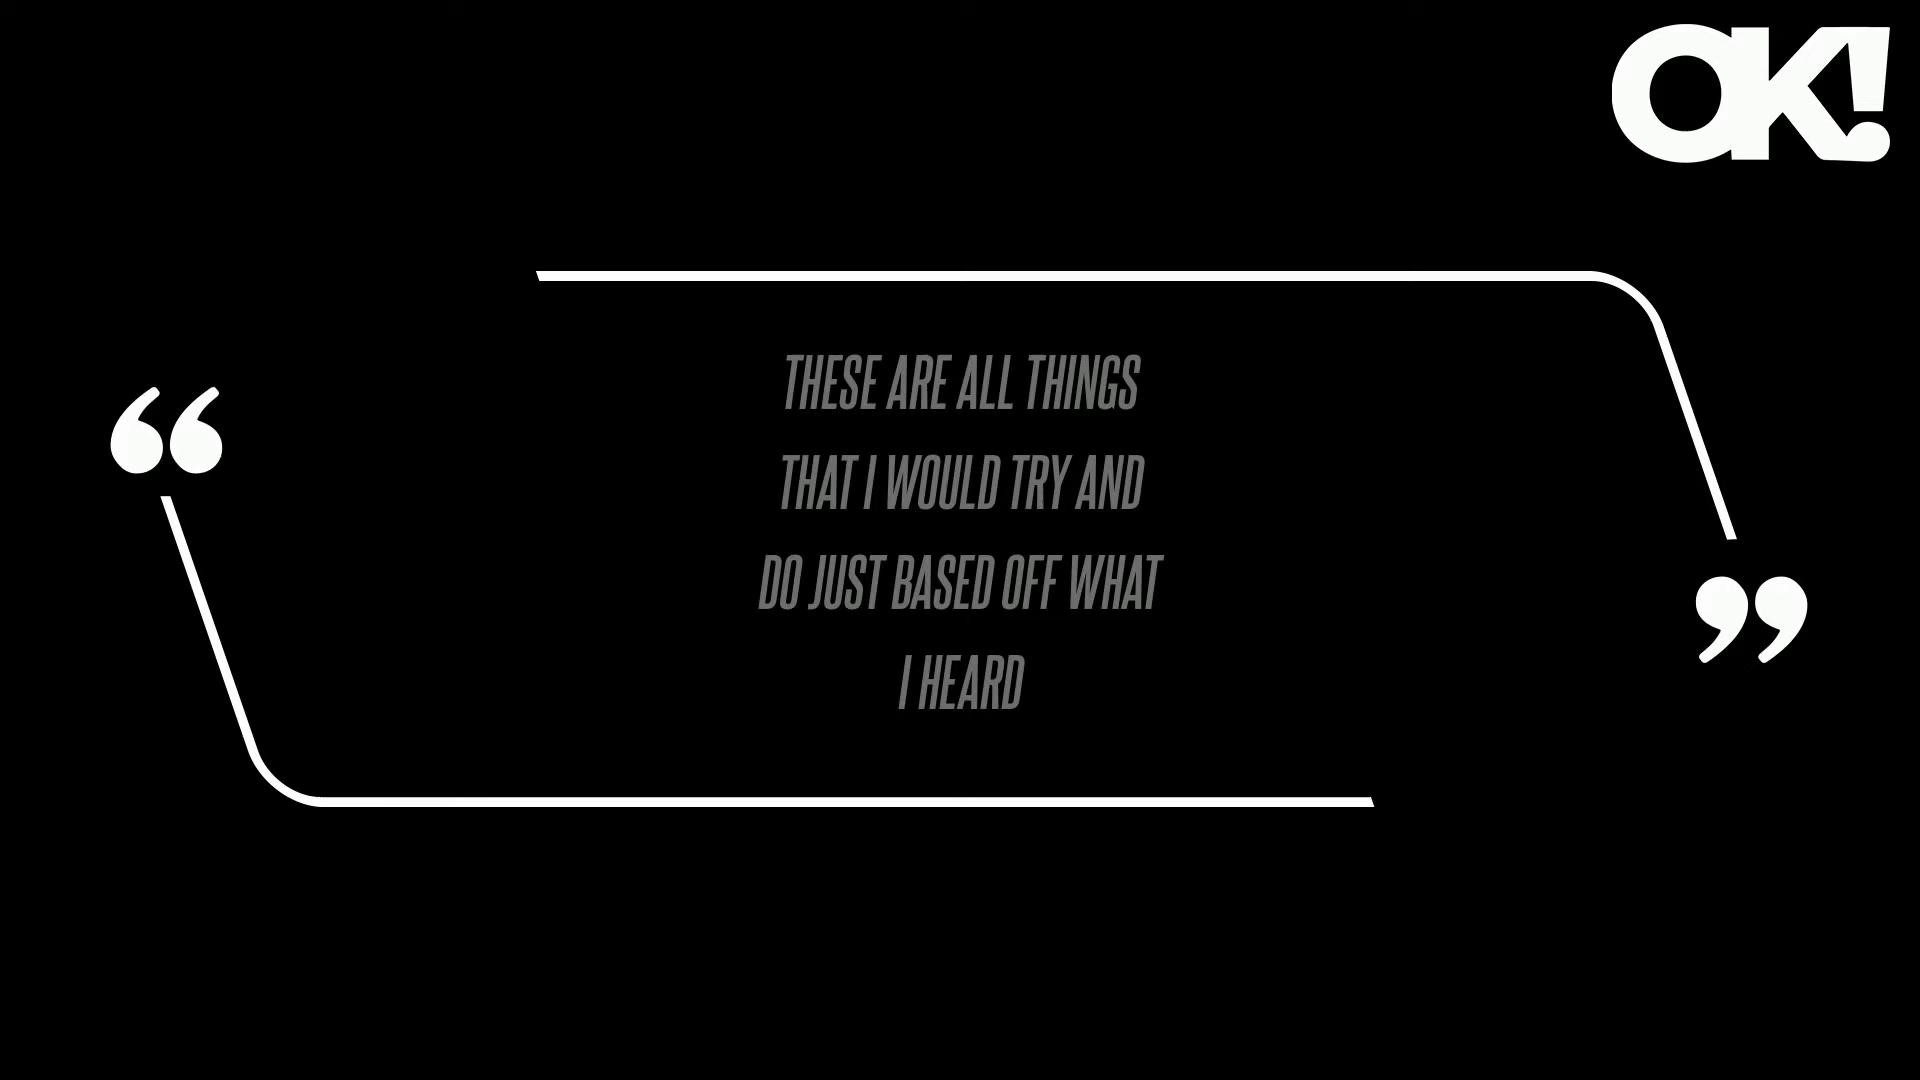 OK!
“
THESE ARE ALL THINGS
THAT I WOULD TRY AND
DO JUST BASED OFF WHAT
I HEARD
”